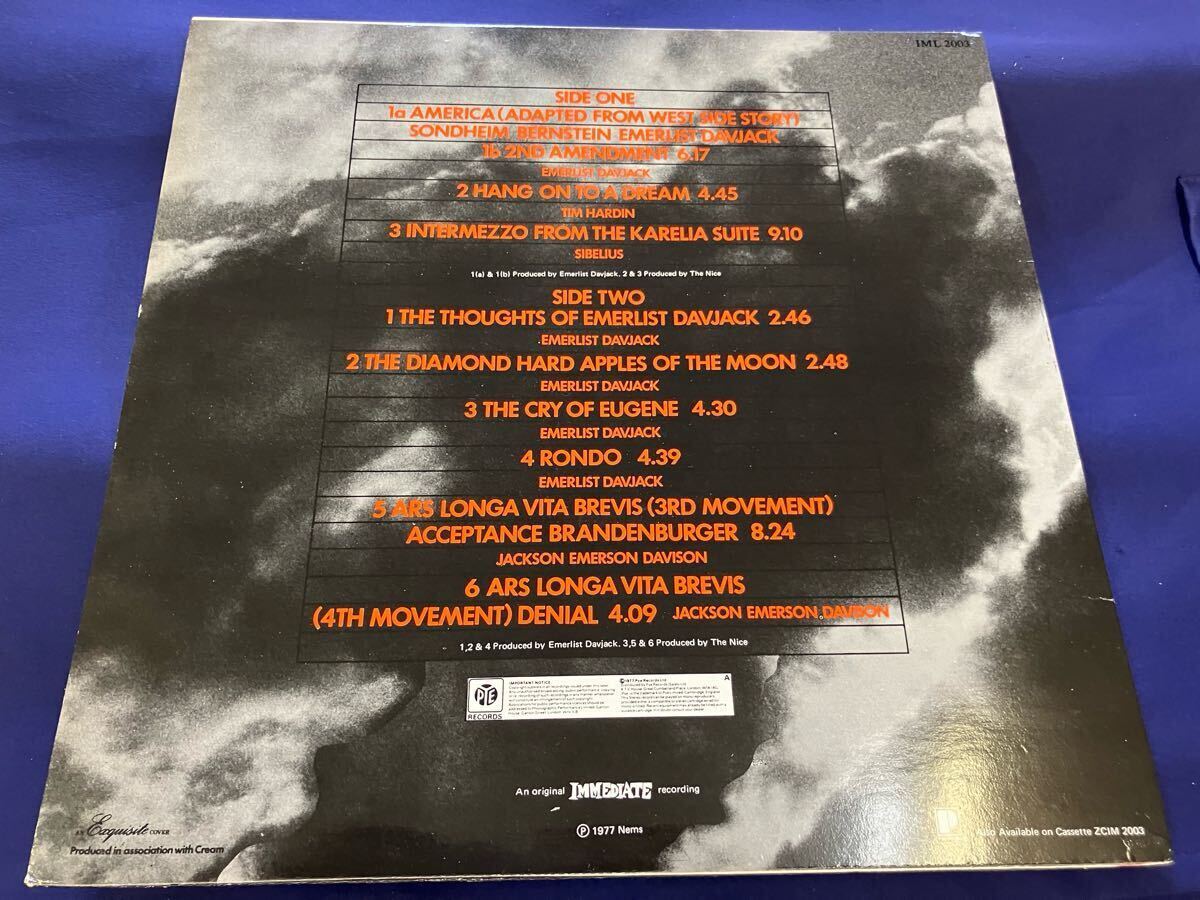 IML 2003
SIDE ONE
1a AMERICA (ADAPTED FROM WEST SIDE STORY)
SONDHEIM BERNSTEIN EMERLIST DAVJACK
1b 2ND AMENDMENT 6.17
EMERLIST DAVJACK
2 HANG ON TO A DREAM 4.45
TIM HARDIN
3 INTERMEZZO FROM THE KARELIA SUITE 9.10
SIBELIUS
1(a) & 1(b) Produced by Emerlist Davjack, 2 & 3 Produced by The Nice
SIDE TWO
1 THE THOUGHTS OF EMERLIST DAVJACK 2.46
EMERLIST DAVJACK
2 THE DIAMOND HARD APPLES OF THE MOON 2.48
EMERLIST DAVJACK
3 THE CRY OF EUGENE 4.30
EMERLIST DAVJACK
4 RONDO 4.39
EMERLIST DAVJACK
5 ARS LONGA VITA BREVIS (3RD MOVEMENT)
ACCEPTANCE BRANDENBURGER 8.24
JACKSON EMERSON DAVISON
6 ARS LONGA VITA BREVIS
(4TH MOVEMENT) DENIAL 4.09 JACKSON EMERSON DAVISON
1,2 & 4 Produced by Emerlist Davjack. 3,5 & 6 Produced by The Nice
PYE
RECORDS
IMPORTANT NOTICE
℗1977 Pye Records Ltd
A
An original IMMEDIATE recording
℗ 1977 Nems
AN Exquisite COVER
Produced in association with Cream
P
Also Available on Cassette ZCIM 2003